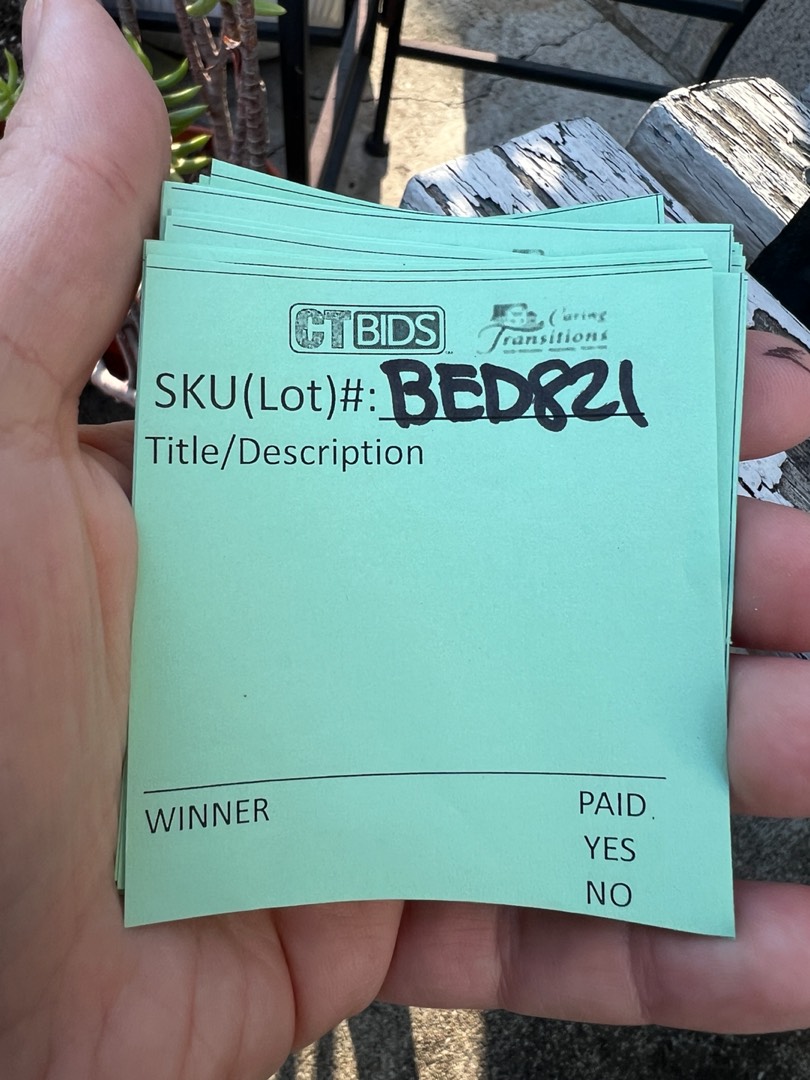 CTBIDS Caring Transitions
SKU(Lot)#: BED821
Title/Description
WINNER PAID
YES
NO